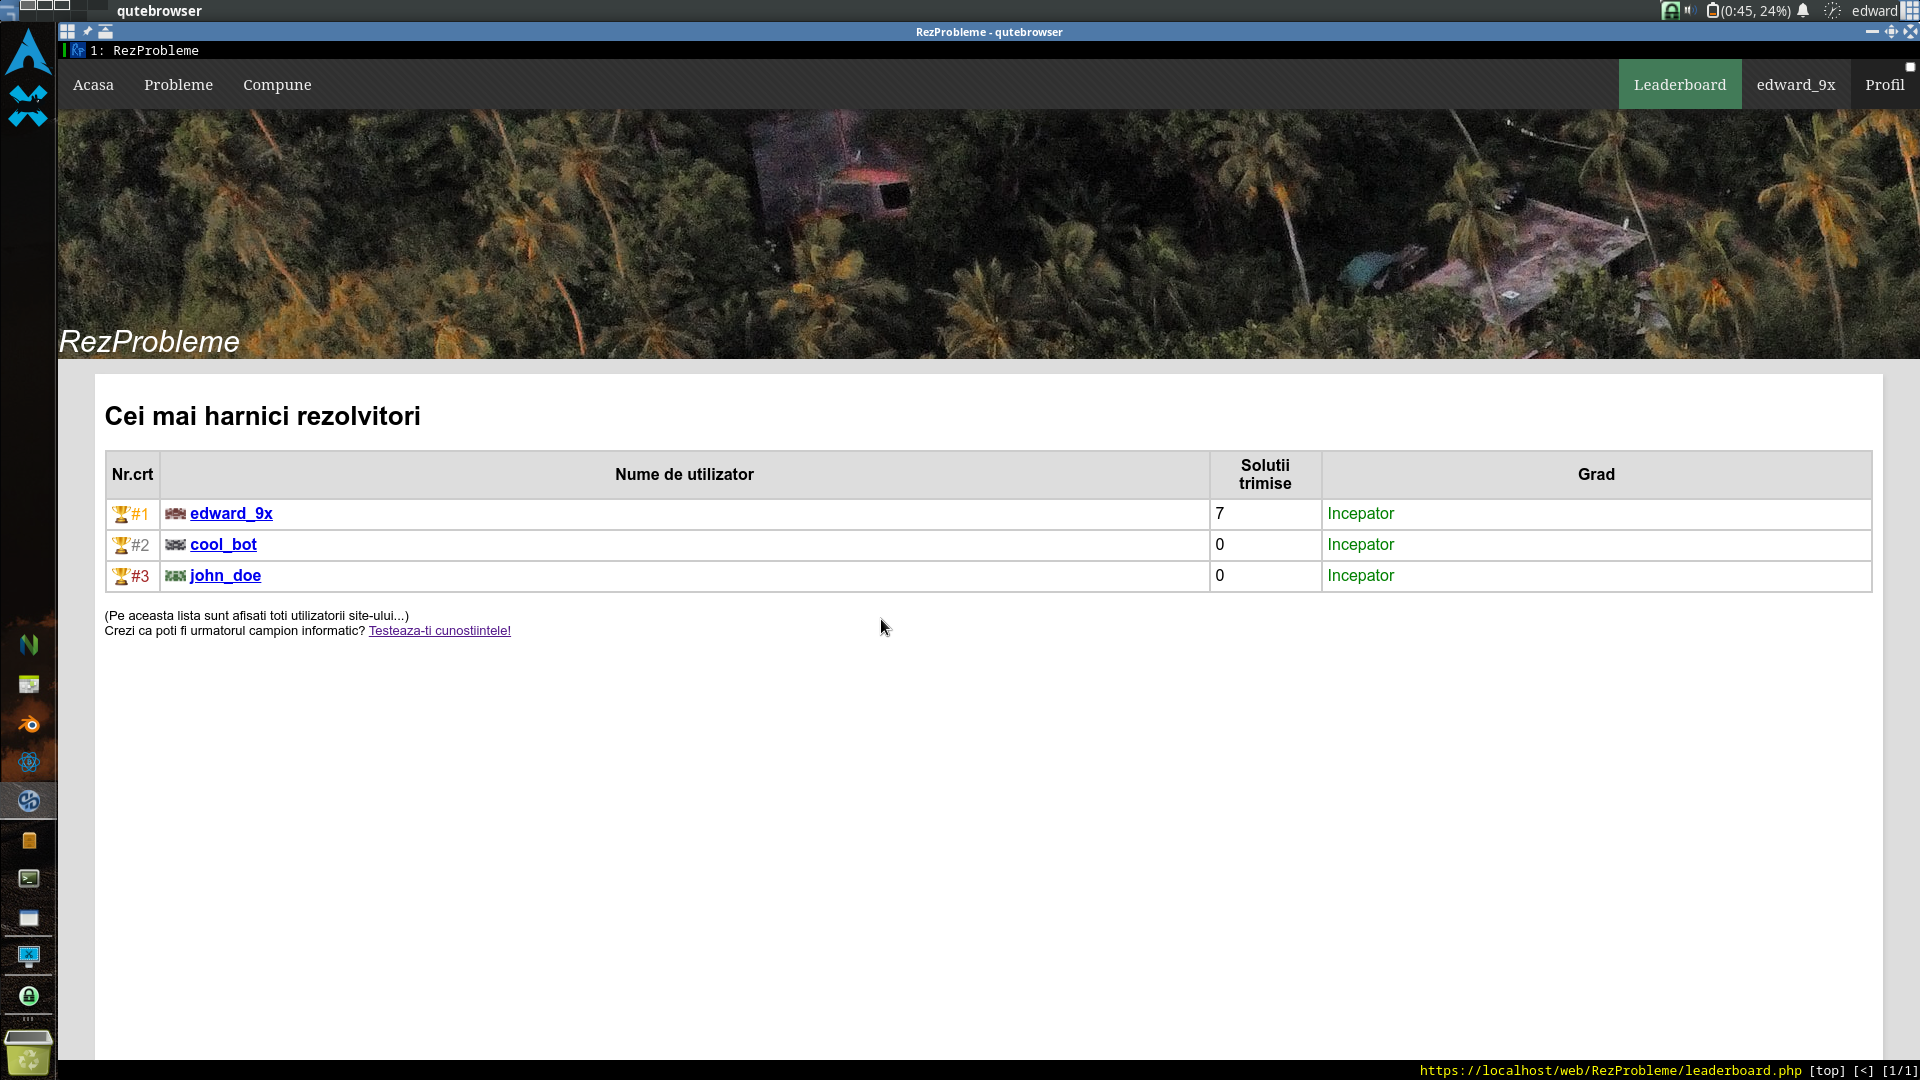 qutebrowser
(0:45, 24%)
edward
RezProbleme - qutebrowser
1: RezProbleme
Acasa Probleme Compune Leaderboard edward_9x Profil
RezProbleme
Cei mai harnici rezolvitori
Nr.crt Nume de utilizator Solutii trimise Grad
#1 edward_9x 7 Incepator
#2 cool_bot 0 Incepator
#3 john_doe 0 Incepator
(Pe aceasta lista sunt afisati toti utilizatorii site-ului...)
Crezi ca poti fi urmatorul campion informatic? Testeaza-ti cunostiintele!
https://localhost/web/RezProbleme/leaderboard.php [top] [<] [1/1]